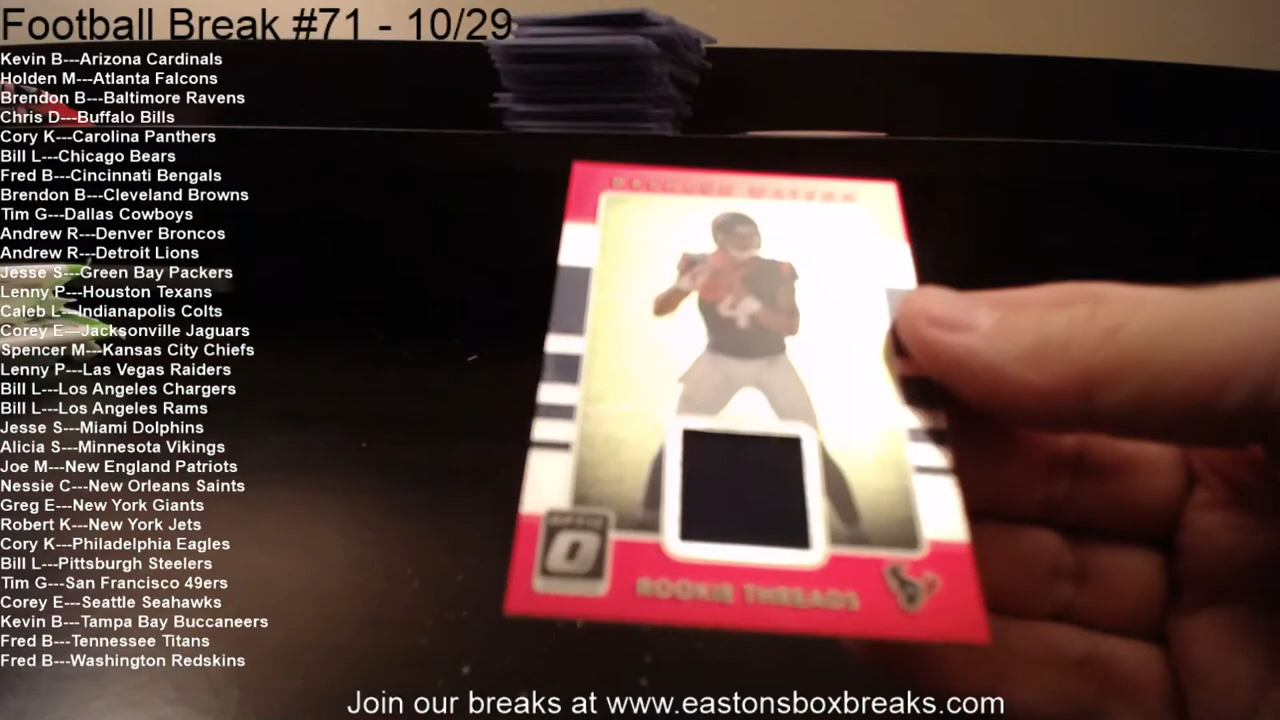 Football Break #71 - 10/29
Kevin B---Arizona Cardinals
Holden M---Atlanta Falcons
Brendon B---Baltimore Ravens
Chris D---Buffalo Bills
Cory K---Carolina Panthers
Bill L---Chicago Bears
Fred B---Cincinnati Bengals
Brendon B---Cleveland Browns
Tim G---Dallas Cowboys
Andrew R---Denver Broncos
Andrew R---Detroit Lions
Jesse S---Green Bay Packers
Lenny P---Houston Texans
Caleb L---Indianapolis Colts
Corey E---Jacksonville Jaguars
Spencer M---Kansas City Chiefs
Lenny P---Las Vegas Raiders
Bill L---Los Angeles Chargers
Bill L---Los Angeles Rams
Jesse S---Miami Dolphins
Alicia S---Minnesota Vikings
Joe M---New England Patriots
Nessie C---New Orleans Saints
Greg E---New York Giants
Robert K---New York Jets
Cory K---Philadelphia Eagles
Bill L---Pittsburgh Steelers
Tim G---San Francisco 49ers
Corey E---Seattle Seahawks
Kevin B---Tampa Bay Buccaneers
Fred B---Tennessee Titans
Fred B---Washington Redskins
4
OPTIC
ROOKIE THREADS
Join our breaks at www.eastonsboxbreaks.com